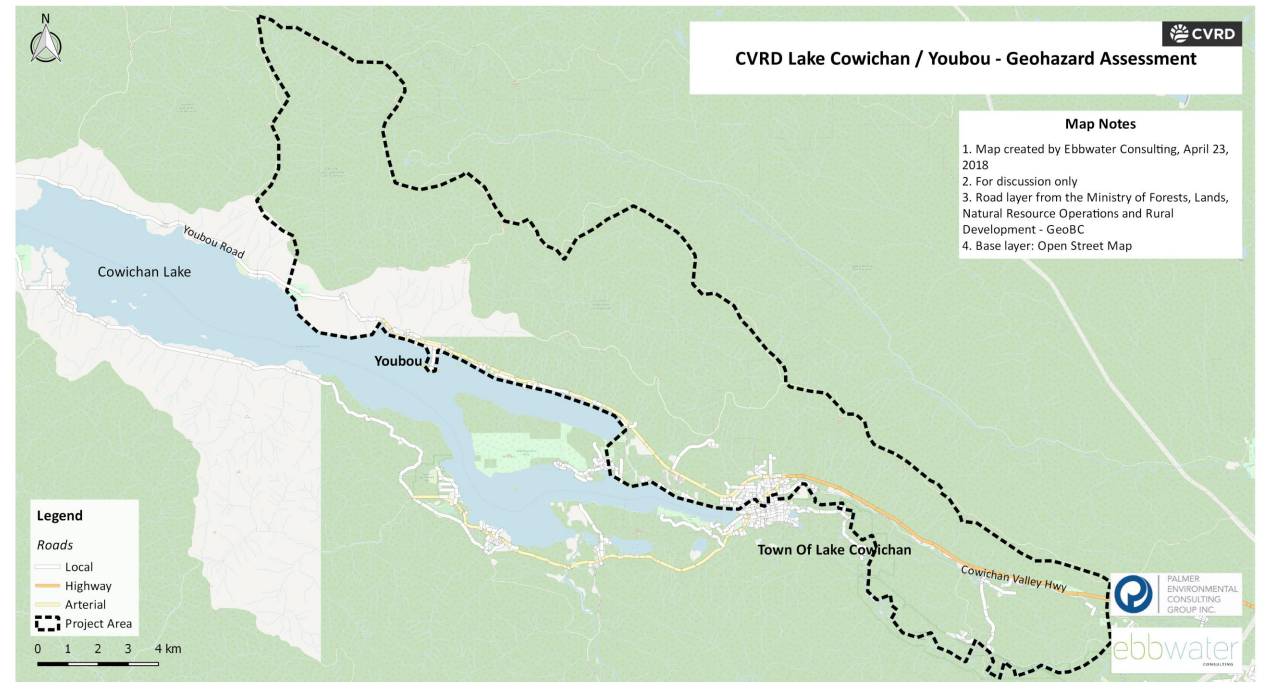 N
CVRD
CVRD Lake Cowichan / Youbou - Geohazard Assessment
Map Notes
1. Map created by Ebbwater Consulting, April 23,
2018
2. For discussion only
3. Road layer from the Ministry of Forests, Lands,
Natural Resource Operations and Rural
Development - GeoBC
4. Base layer: Open Street Map
Youbou Road
Cowichan Lake
Youbou
Town Of Lake Cowichan
Cowichan Valley Hwy
Legend
Roads
Local
Highway
Arterial
Project Area
0 1 2 3 4 km
PALMER
ENVIRONMENTAL
CONSULTING
GROUP INC.
ebbwater
CONSULTING